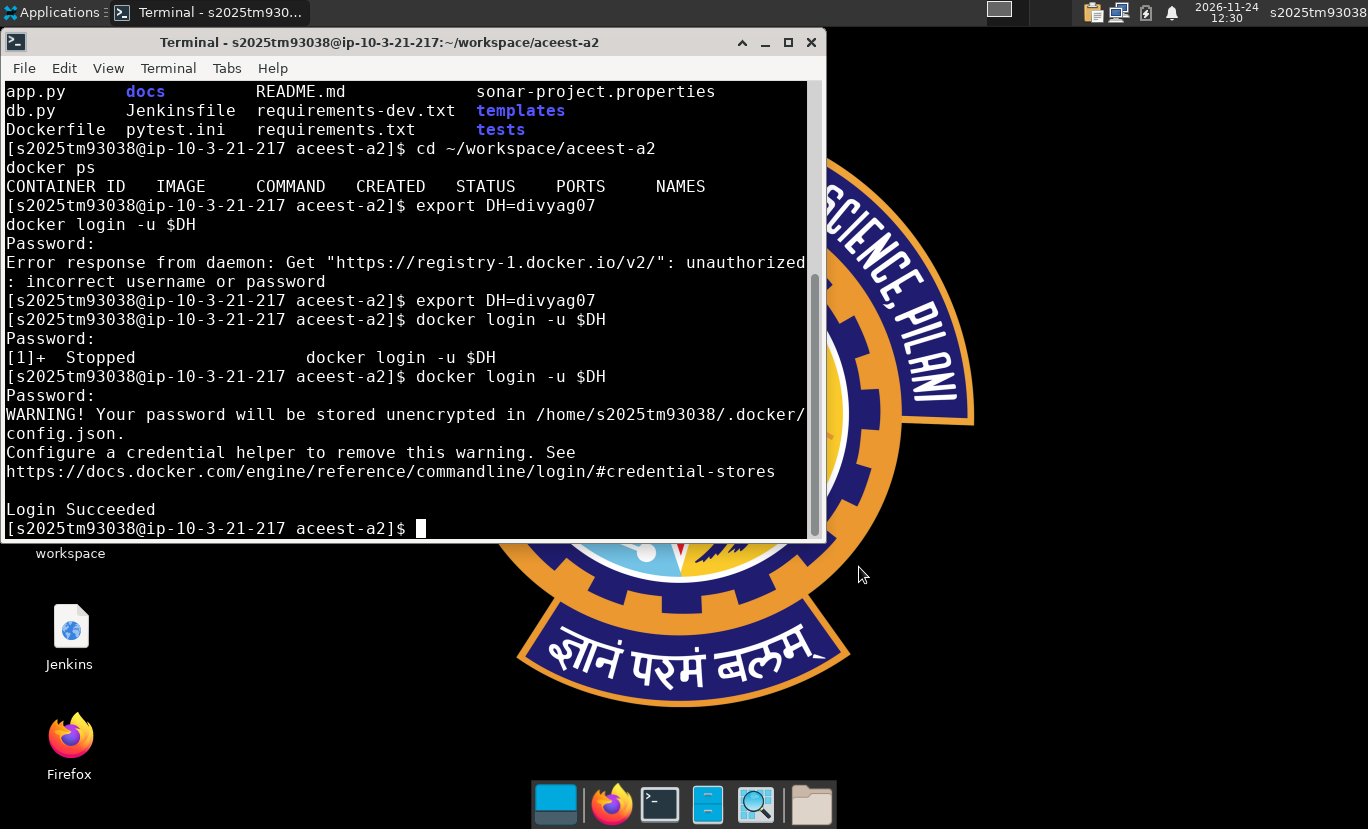 Applications
Terminal - s2025tm930...
2026-11-24
12:30
s2025tm93038
Terminal - s2025tm93038@ip-10-3-21-217:~/workspace/aceest-a2
File Edit View Terminal Tabs Help
app.py docs README.md sonar-project.properties
db.py Jenkinsfile requirements-dev.txt templates
Dockerfile pytest.ini requirements.txt tests
[s2025tm93038@ip-10-3-21-217 aceest-a2]$ cd ~/workspace/aceest-a2
docker ps
CONTAINER ID IMAGE COMMAND CREATED STATUS PORTS NAMES
[s2025tm93038@ip-10-3-21-217 aceest-a2]$ export DH=divyag07
docker login -u $DH
Password:
Error response from daemon: Get "https://registry-1.docker.io/v2/": unauthorized
: incorrect username or password
[s2025tm93038@ip-10-3-21-217 aceest-a2]$ export DH=divyag07
[s2025tm93038@ip-10-3-21-217 aceest-a2]$ docker login -u $DH
Password:
[1]+ Stopped docker login -u $DH
[s2025tm93038@ip-10-3-21-217 aceest-a2]$ docker login -u $DH
Password:
WARNING! Your password will be stored unencrypted in /home/s2025tm93038/.docker/
config.json.
Configure a credential helper to remove this warning. See
https://docs.docker.com/engine/reference/commandline/login/#credential-stores
Login Succeeded
[s2025tm93038@ip-10-3-21-217 aceest-a2]$
SCIENCE, PILANI
workspace
Jenkins
Firefox
ज्ञानं परमं बलम्